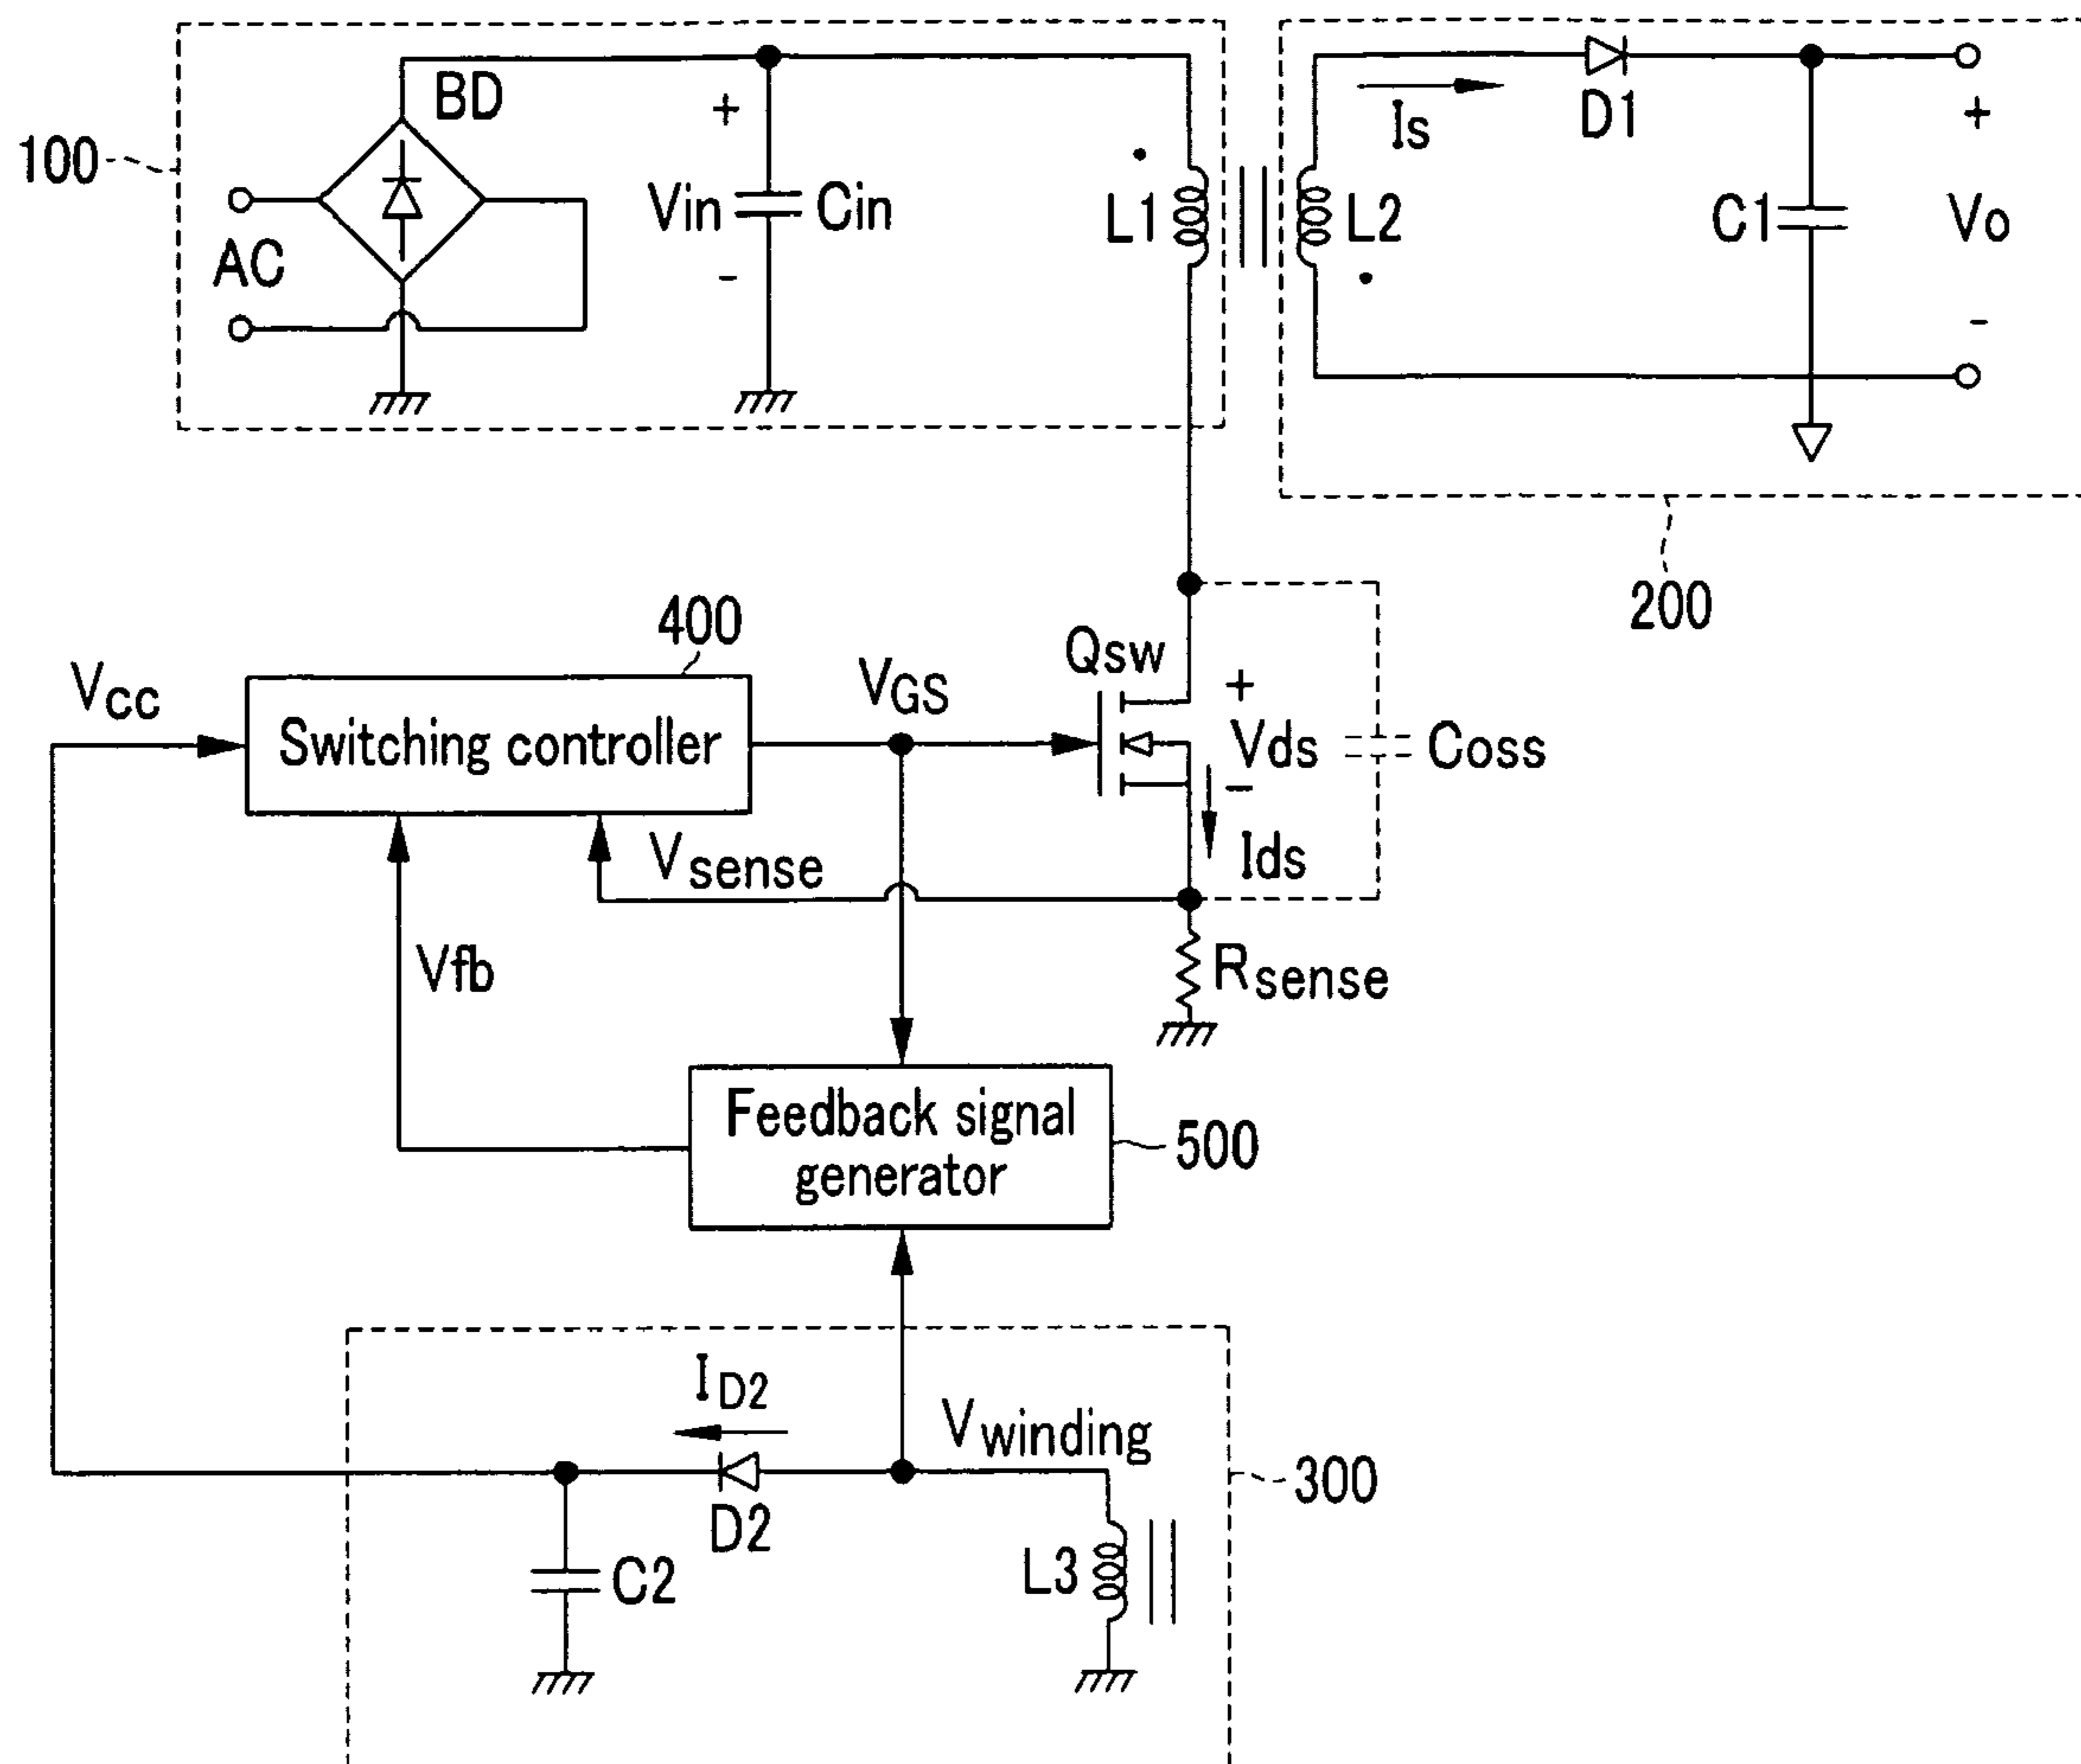 100
BD
AC
+
Vin
-
Cin
L1
L2
Is
D1
C1
+
Vo
-
200
400
Vcc
Switching controller
VGS
Qsw
+
Vds
-
Coss
Ids
Vsense
Vfb
Rsense
Feedback signal
generator
500
ID2
Vwinding
D2
C2
L3
300